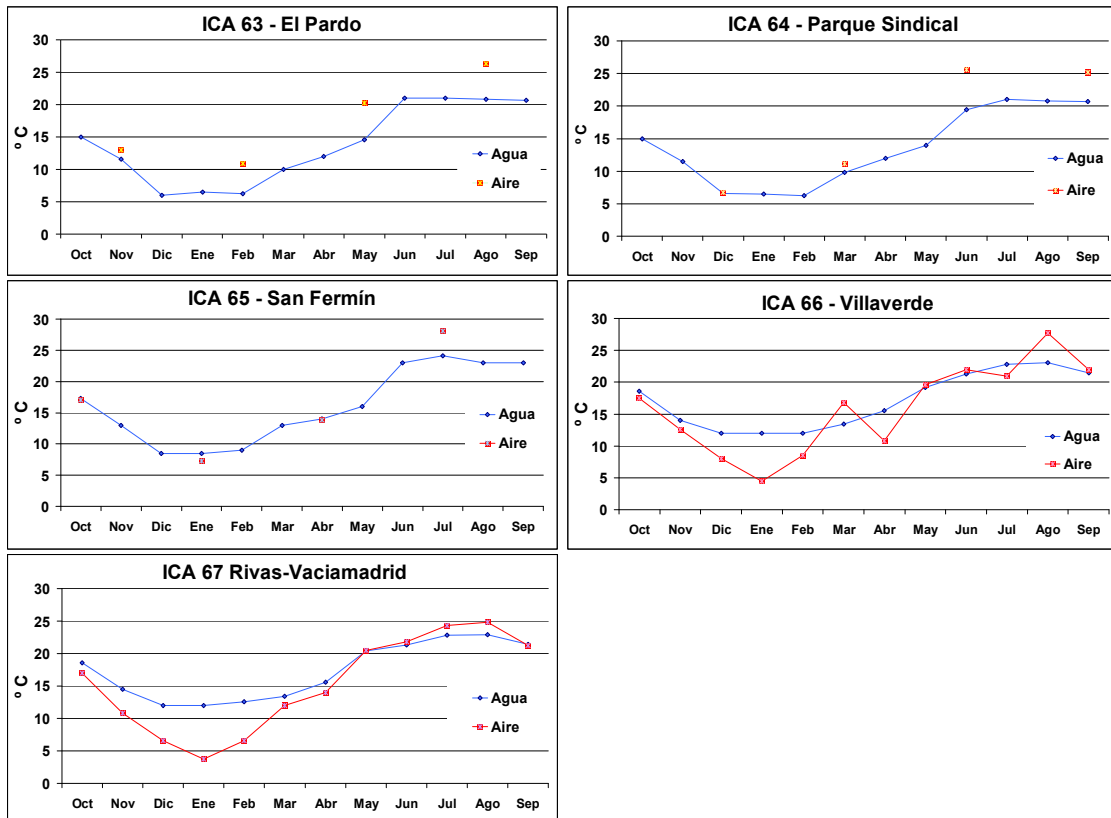 ICA 63 - El Pardo
30
25
20
15
10
5
0
º C
Agua
Aire
Oct Nov Dic Ene Feb Mar Abr May Jun Jul Ago Sep
ICA 64 - Parque Sindical
30
25
20
15
10
5
0
º C
Agua
Aire
Oct Nov Dic Ene Feb Mar Abr May Jun Jul Ago Sep
ICA 65 - San Fermín
30
25
20
15
10
5
0
º C
Agua
Aire
Oct Nov Dic Ene Feb Mar Abr May Jun Jul Ago Sep
ICA 66 - Villaverde
30
25
20
15
10
5
0
º C
Agua
Aire
Oct Nov Dic Ene Feb Mar Abr May Jun Jul Ago Sep
ICA 67 Rivas-Vaciamadrid
30
25
20
15
10
5
0
º C
Agua
Aire
Oct Nov Dic Ene Feb Mar Abr May Jun Jul Ago Sep